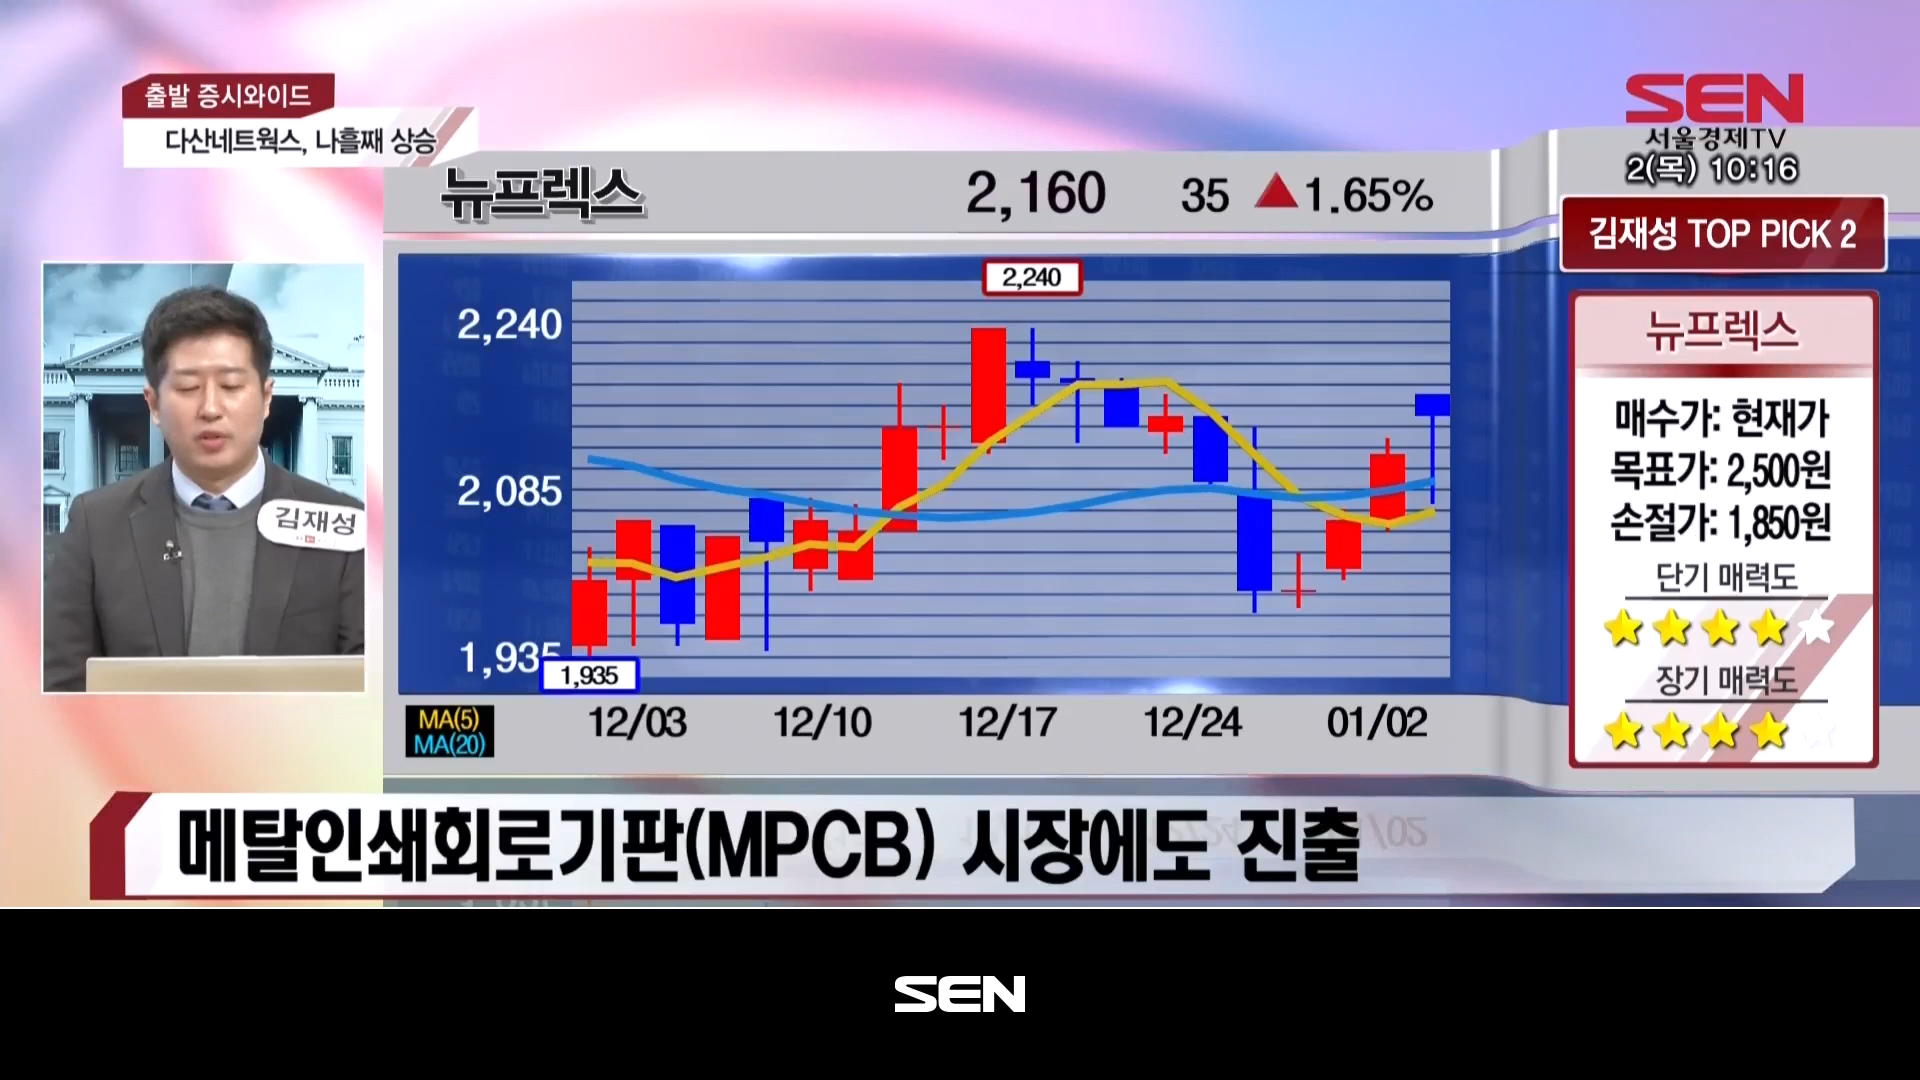 출발 증시와이드
다산네트웍스, 나흘째 상승
SEN
서울경제TV
2(목) 10:16
뉴프렉스 2,160 35 ▲1.65%
김재성 TOP PICK 2
뉴프렉스
매수가: 현재가
목표가: 2,500원
손절가: 1,850원
단기 매력도
장기 매력도
2,240
2,240
2,085
1,935
1,935
김재성
MA(5)
MA(20)
12/03 12/10 12/17 12/24 01/02
메탈인쇄회로기판(MPCB) 시장에도 진출
SEN